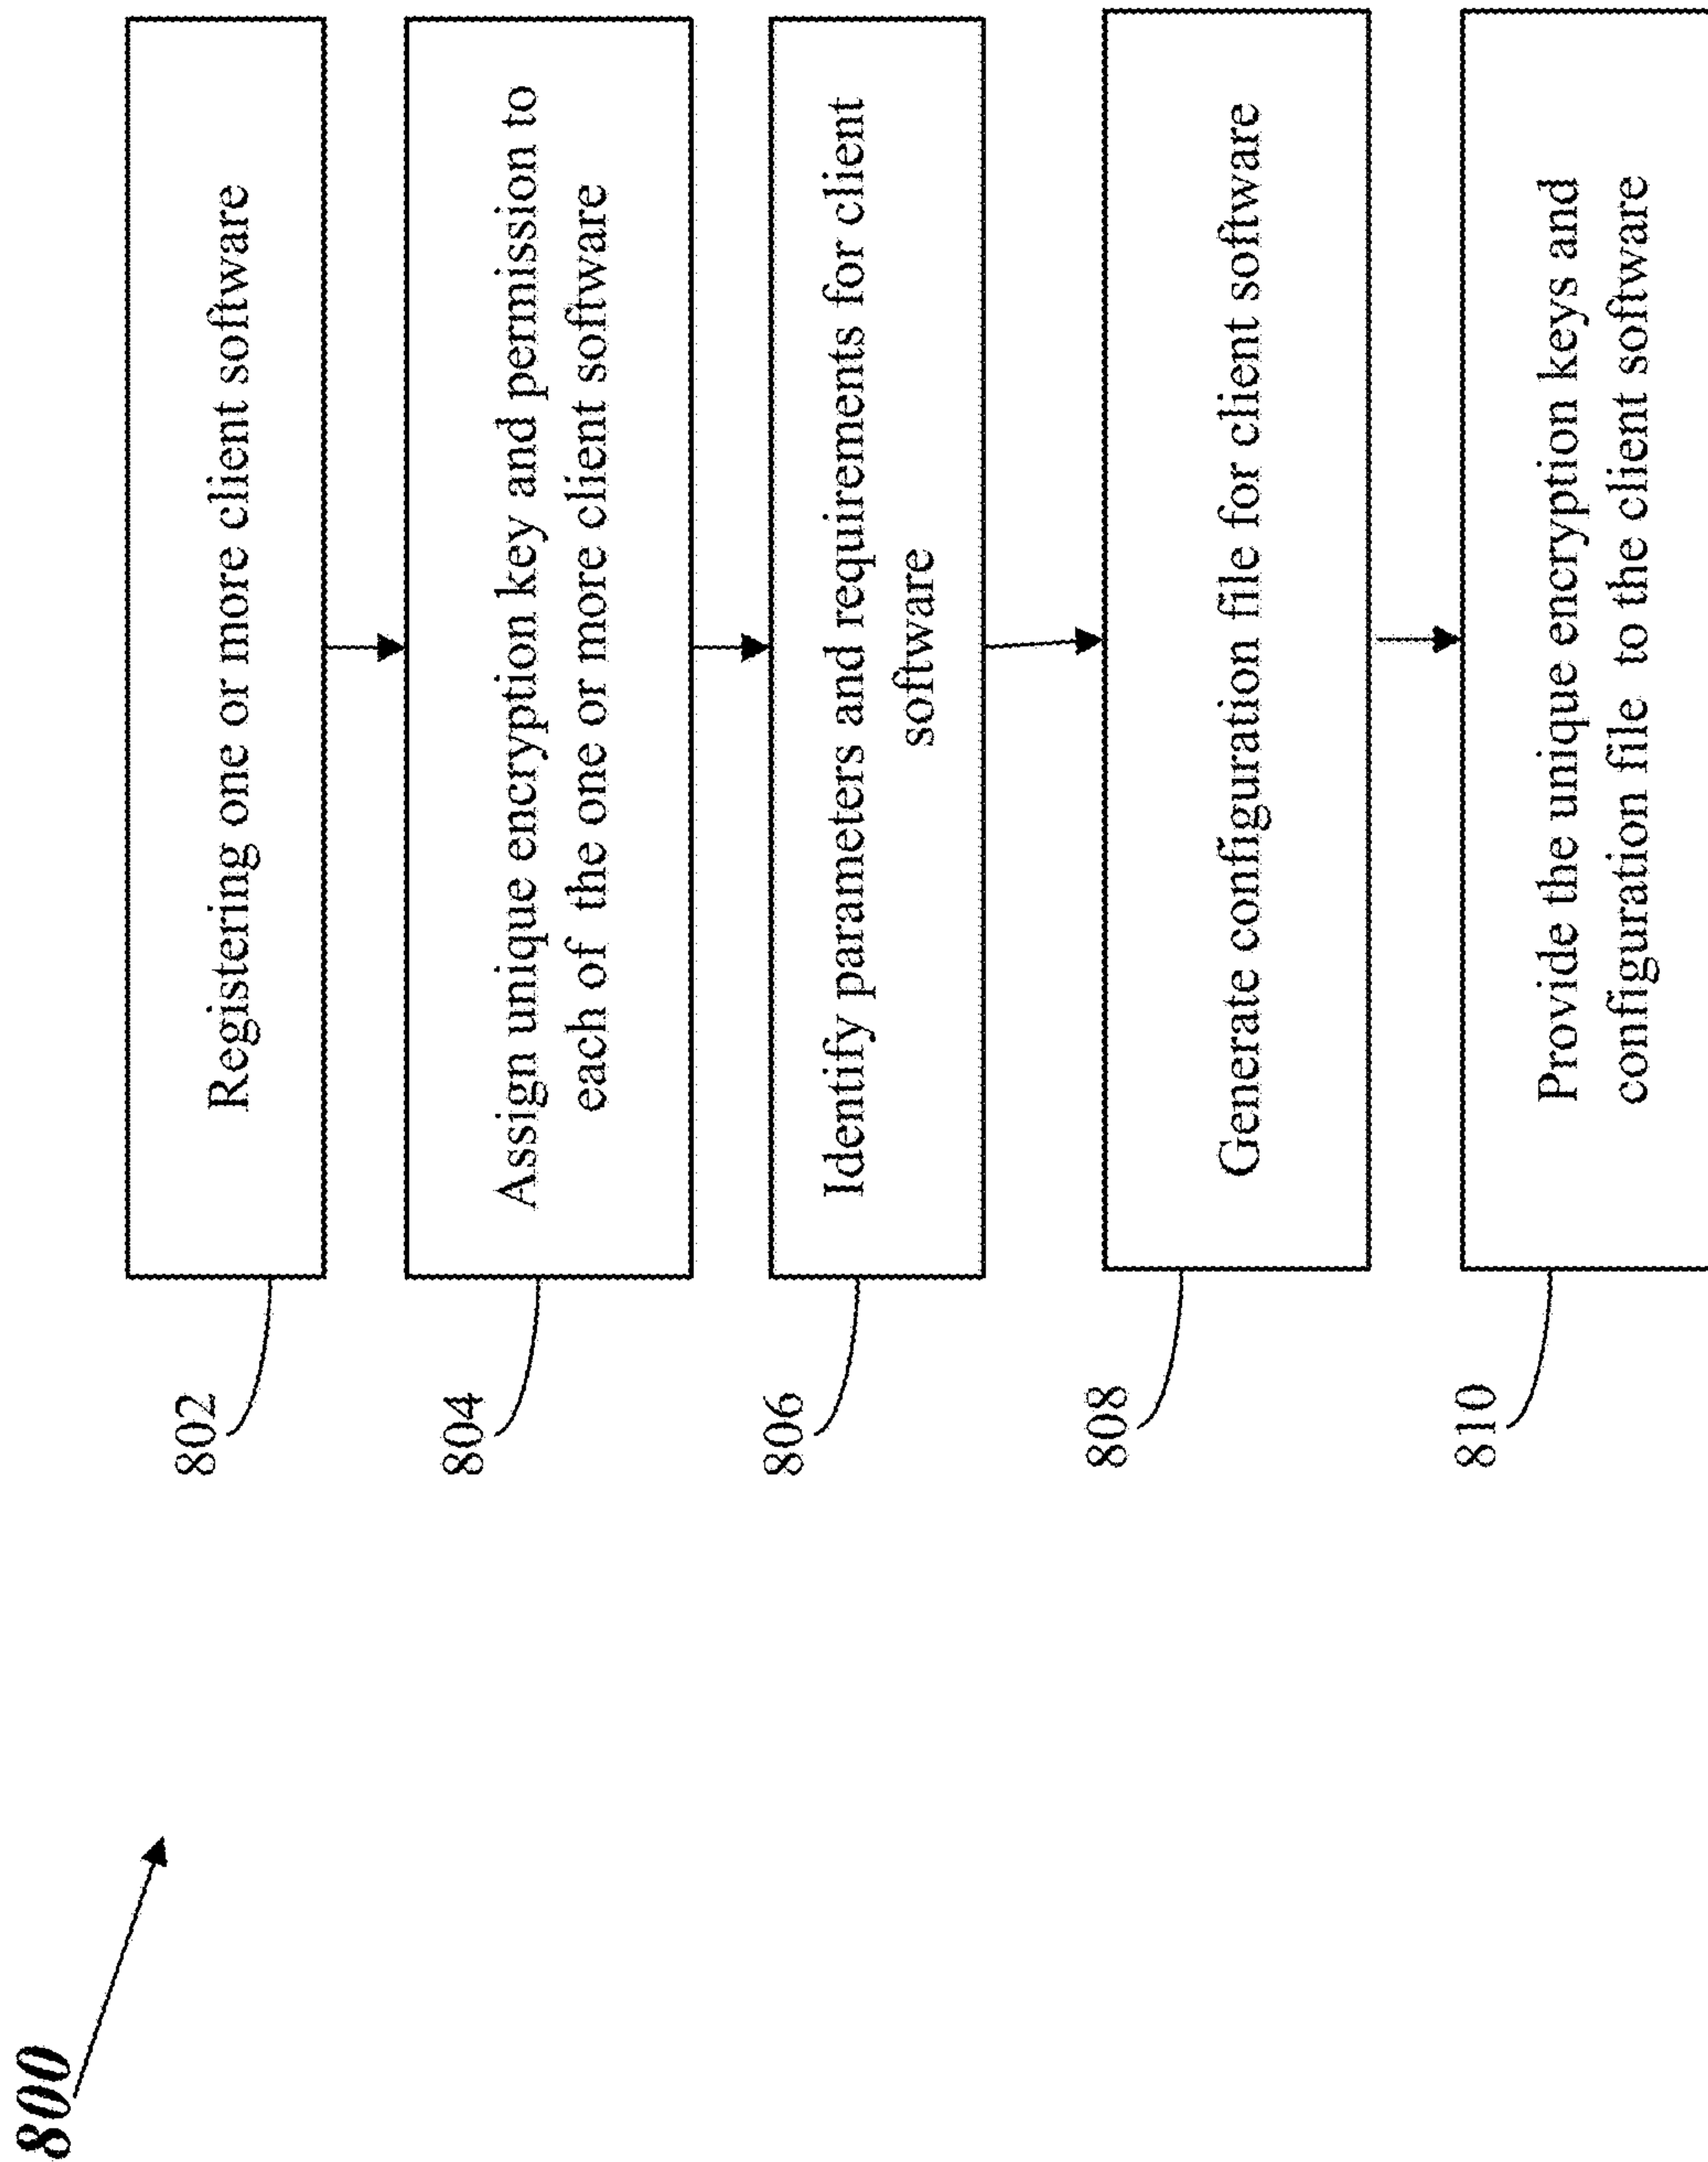 800
802
Registering one or more client software
804
Assign unique encryption key and permission to
each of the one or more client software
806
Identify parameters and requirements for client
software
808
Generate configuration file for client software
810
Provide the unique encryption keys and
configuration file to the client software